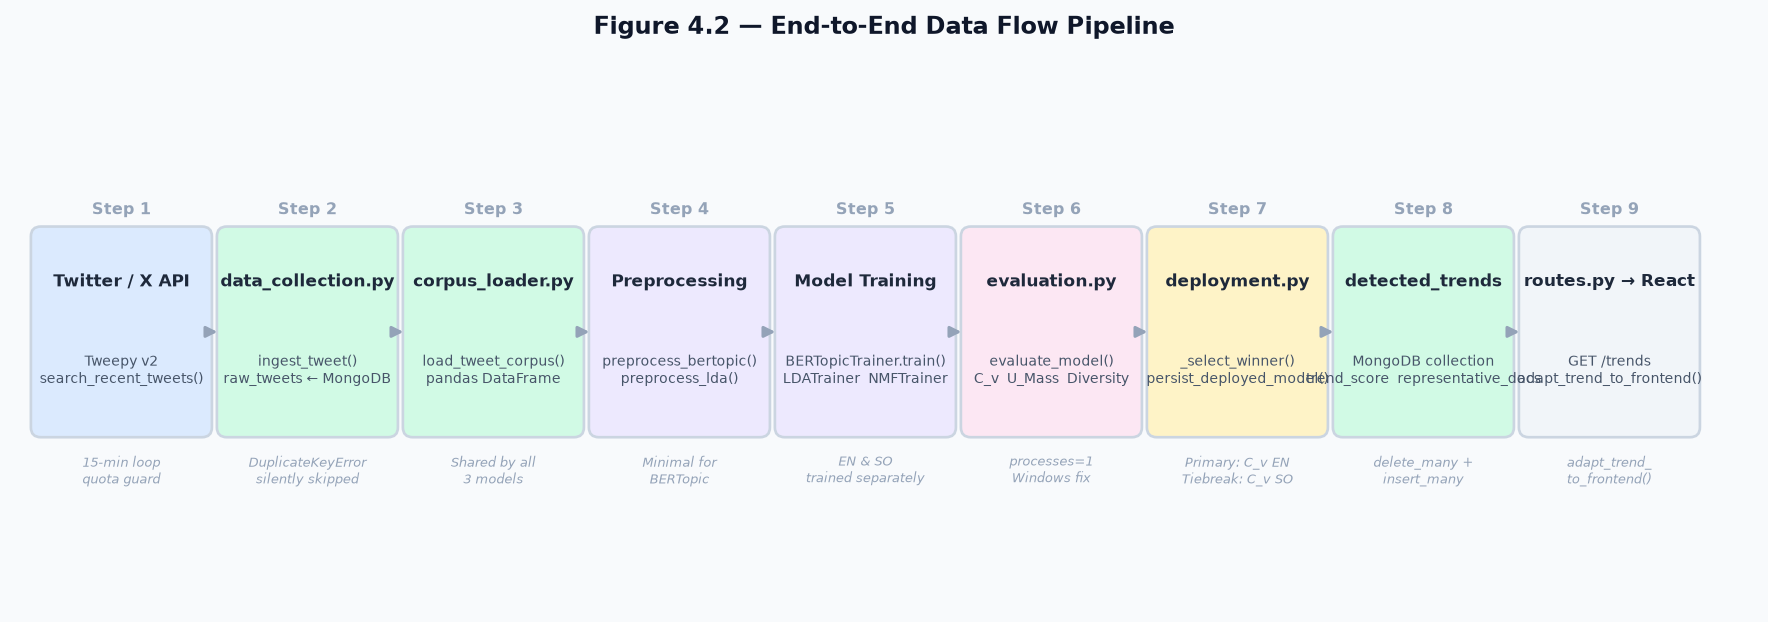 Figure 4.2 — End-to-End Data Flow Pipeline
Step 1
Twitter / X API
Tweepy v2
search_recent_tweets()
15-min loop
quota guard
Step 2
data_collection.py
ingest_tweet()
raw_tweets ← MongoDB
DuplicateKeyError
silently skipped
Step 3
corpus_loader.py
load_tweet_corpus()
pandas DataFrame
Shared by all
3 models
Step 4
Preprocessing
preprocess_bertopic()
preprocess_lda()
Minimal for
BERTopic
Step 5
Model Training
BERTopicTrainer.train()
LDATrainer NMFTrainer
EN & SO
trained separately
Step 6
evaluation.py
evaluate_model()
C_v U_Mass Diversity
processes=1
Windows fix
Step 7
deployment.py
_select_winner()
persist_deployed_model()
Primary: C_v EN
Tiebreak: C_v SO
Step 8
detected_trends
MongoDB collection
trend_score representative_docs
delete_many +
insert_many
Step 9
routes.py → React
GET /trends
adapt_trend_to_frontend()
adapt_trend_
to_frontend()